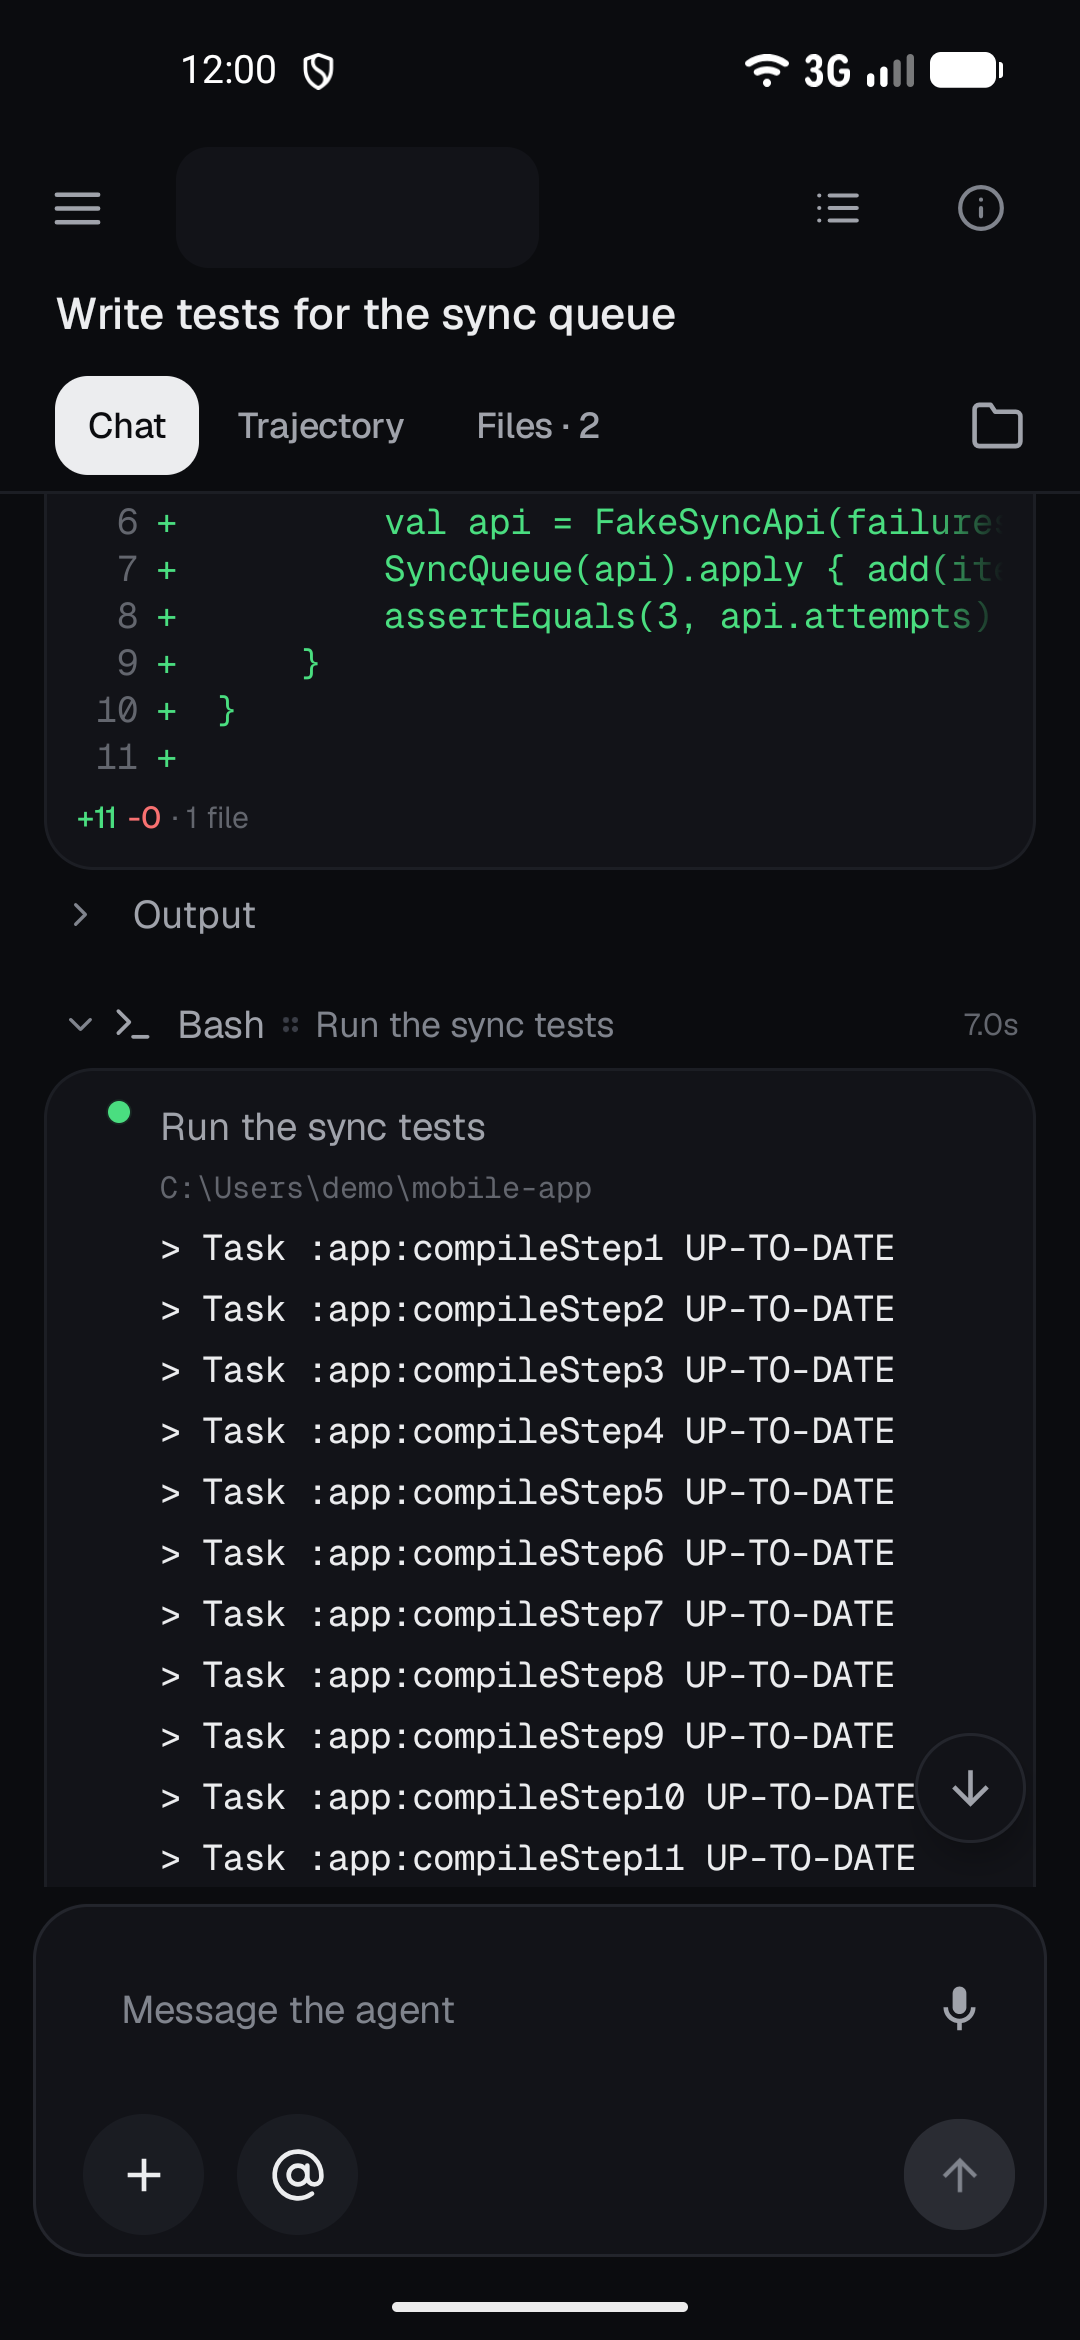 12:00
3G
Write tests for the sync queue
Chat
Trajectory
Files · 2
6 + val api = FakeSyncApi(failures
7 + SyncQueue(api).apply { add(ite
8 + assertEquals(3, api.attempts)
9 + }
10 + }
11 +
+11 -0 · 1 file
Output
Bash Run the sync tests 7.0s
Run the sync tests
C:\Users\demo\mobile-app
> Task :app:compileStep1 UP-TO-DATE
> Task :app:compileStep2 UP-TO-DATE
> Task :app:compileStep3 UP-TO-DATE
> Task :app:compileStep4 UP-TO-DATE
> Task :app:compileStep5 UP-TO-DATE
> Task :app:compileStep6 UP-TO-DATE
> Task :app:compileStep7 UP-TO-DATE
> Task :app:compileStep8 UP-TO-DATE
> Task :app:compileStep9 UP-TO-DATE
> Task :app:compileStep10 UP-TO-DATE
> Task :app:compileStep11 UP-TO-DATE
Message the agent